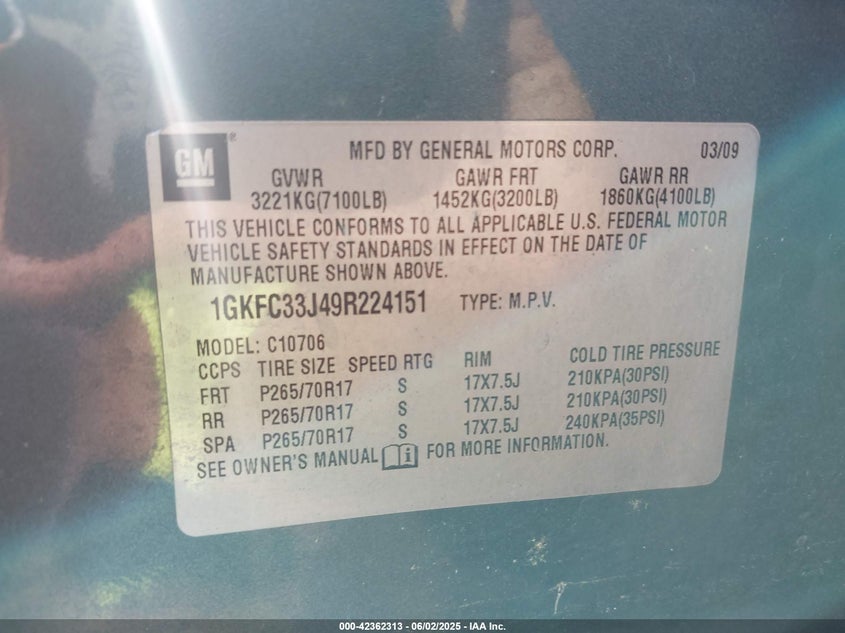 GM® MFD BY GENERAL MOTORS CORP. 03/09
GVWR GAWR FRT GAWR RR
3221KG(7100LB) 1452KG(3200LB) 1860KG(4100LB)
THIS VEHICLE CONFORMS TO ALL APPLICABLE U.S. FEDERAL MOTOR
VEHICLE SAFETY STANDARDS IN EFFECT ON THE DATE OF
MANUFACTURE SHOWN ABOVE.
1GKFC33J49R224151 TYPE: M.P.V.
MODEL: C10706
CCPS TIRE SIZE SPEED RTG RIM COLD TIRE PRESSURE
FRT P265/70R17 S 17X7.5J 210KPA(30PSI)
RR P265/70R17 S 17X7.5J 210KPA(30PSI)
SPA P265/70R17 S 17X7.5J 240KPA(35PSI)
SEE OWNER'S MANUAL i FOR MORE INFORMATION.
000-42362313 - 06/02/2025 - IAA Inc.